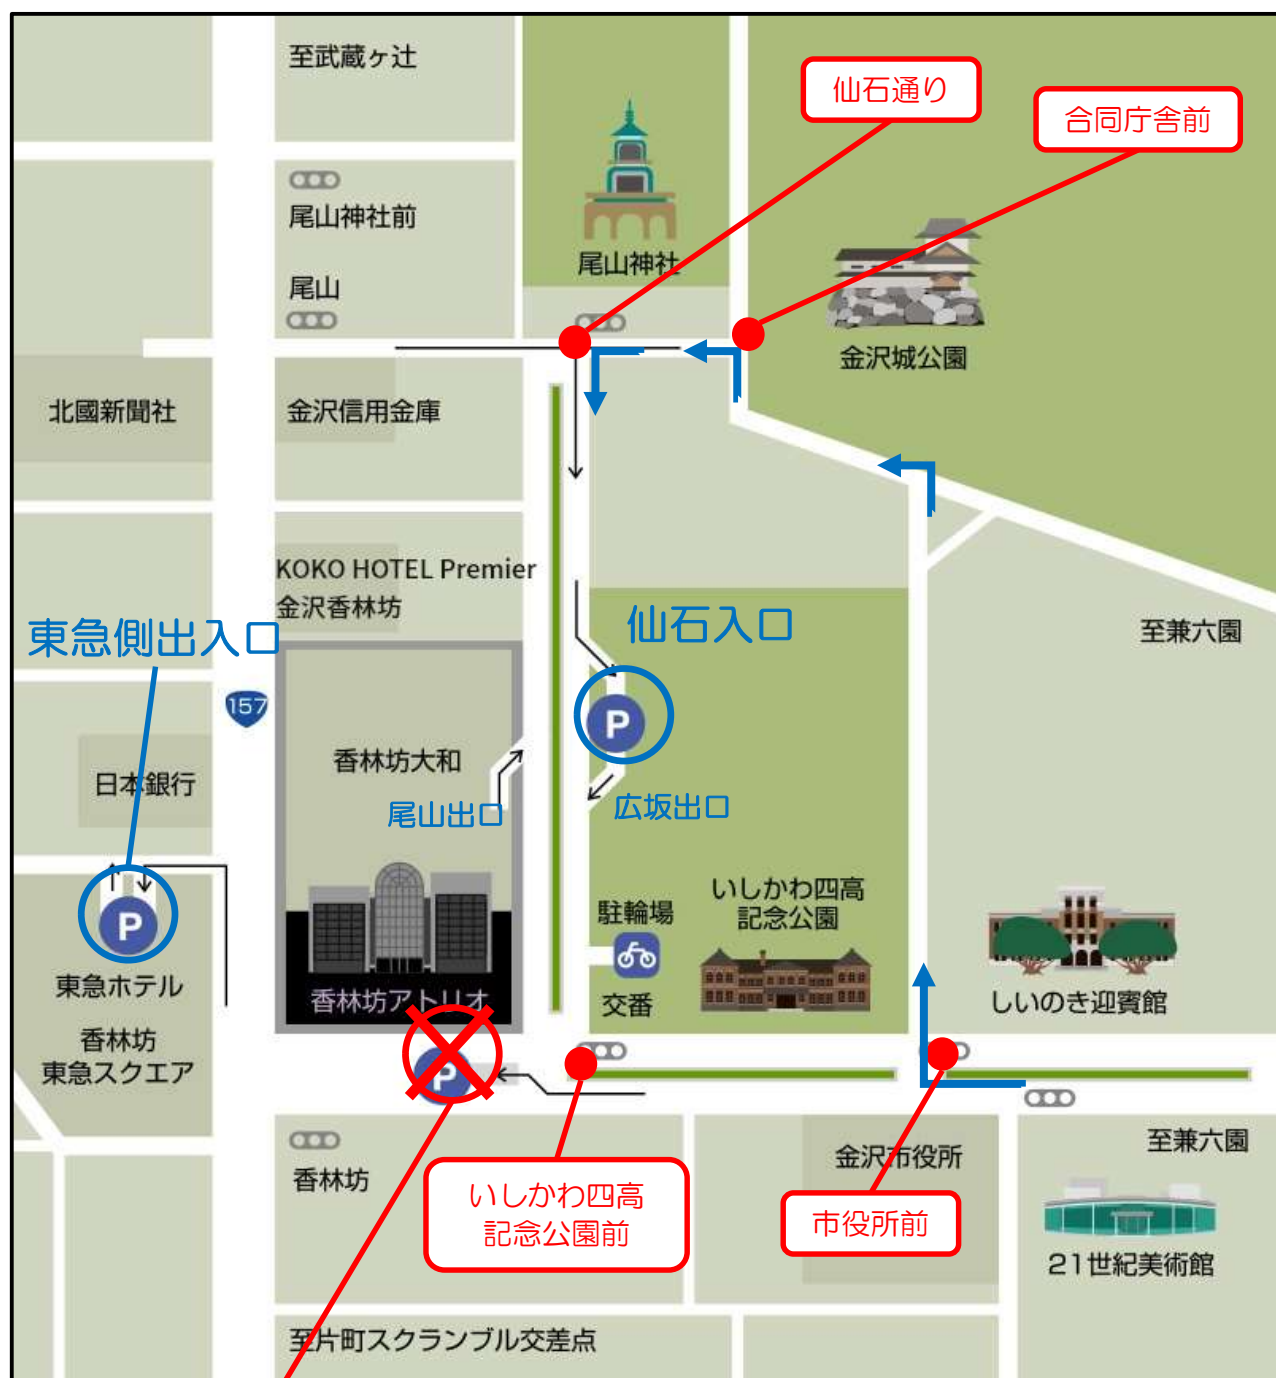 至武蔵ヶ辻
仙石通り
合同庁舎前
尾山神社前
尾山神社
尾山
金沢城公園
北國新聞社
金沢信用金庫
KOKO HOTEL Premier
金沢香林坊
東急側出入口
仙石入口
至兼六園
157
P
香林坊大和
日本銀行
尾山出口
広坂出口
いしかわ四高
記念公園
駐輪場
P
東急ホテル
香林坊アトリオ
交番
しいのき迎賓館
香林坊
東急スクエア
P
香林坊
いしかわ四高
記念公園前
金沢市役所
至兼六園
市役所前
21世紀美術館
至片町スクランブル交差点